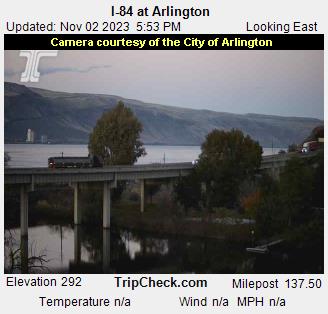 I-84 at Arlington
Updated: Nov 02 2023 5:53 PM Looking East
Camera courtesy of the City of Arlington
Elevation 292 TripCheck.com Milepost 137.50
Temperature n/a Wind n/a MPH n/a